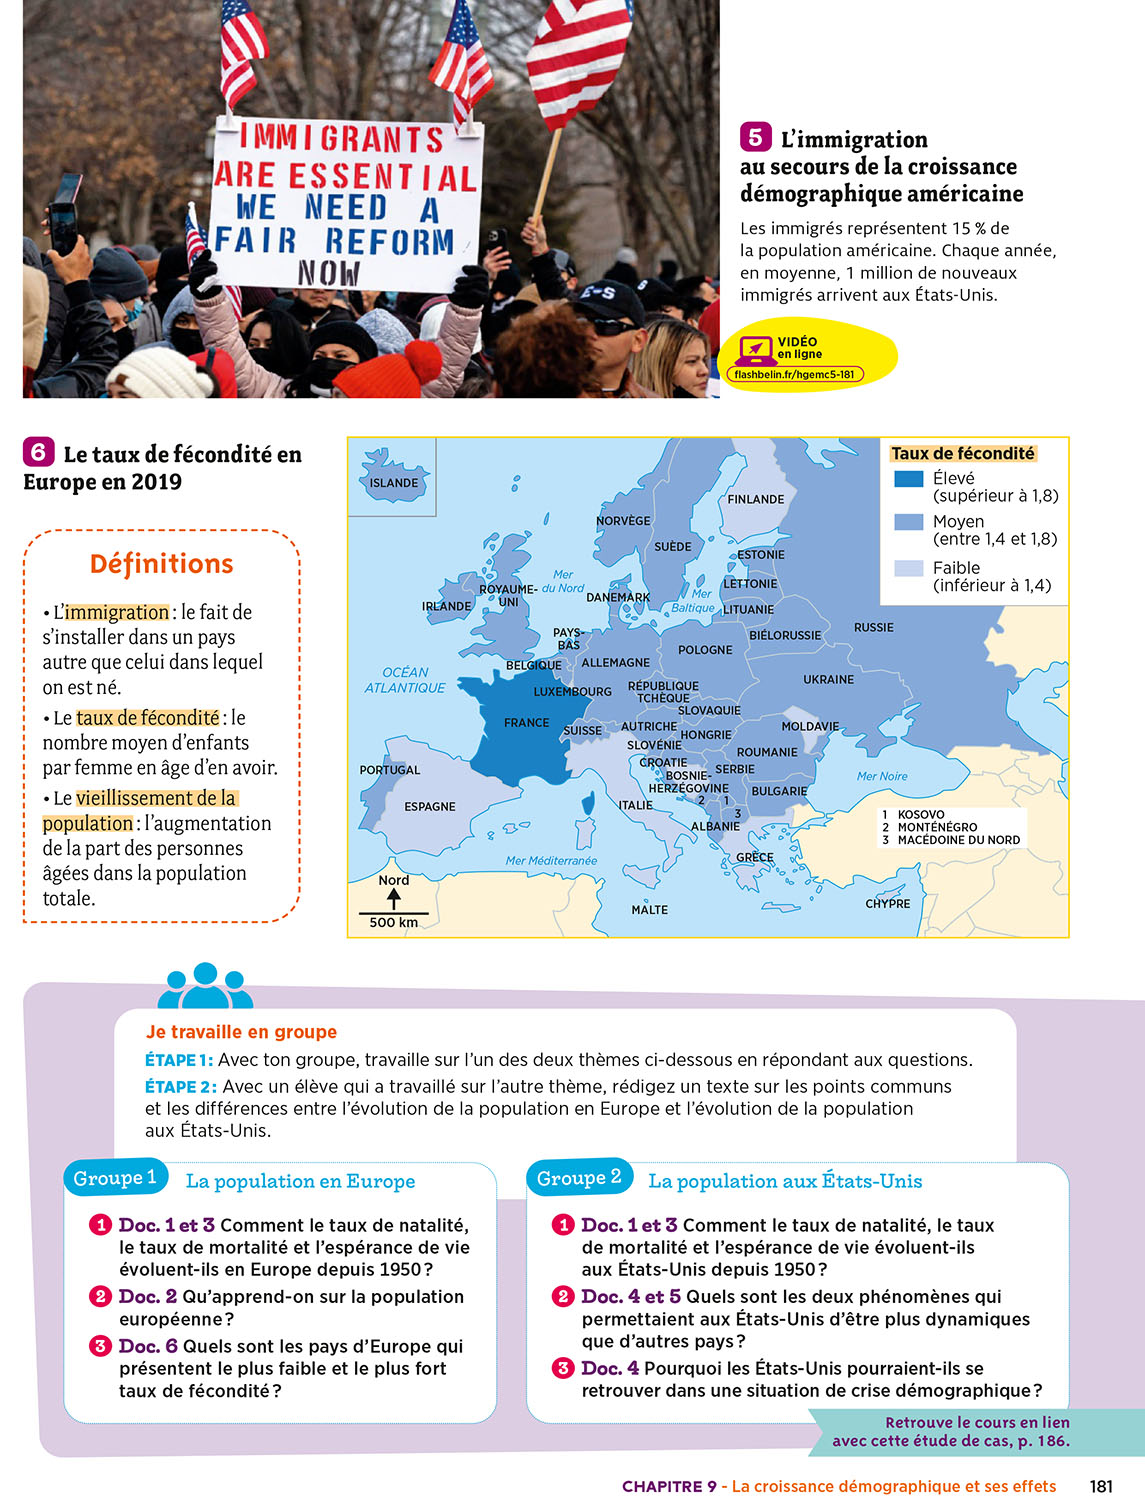 IMMIGRANTS
ARE ESSENTIAL
WE NEED A
FAIR REFORM
NOW
E-S
5 L’immigration
au secours de la croissance
démographique américaine
Les immigrés représentent 15 % de
la population américaine. Chaque année,
en moyenne, 1 million de nouveaux
immigrés arrivent aux États-Unis.
VIDÉO
en ligne
flashbelin.fr/hgemc5-181
6 Le taux de fécondité en
Europe en 2019
Définitions
• L’immigration : le fait de
s’installer dans un pays
autre que celui dans lequel
on est né.
• Le taux de fécondité : le
nombre moyen d’enfants
par femme en âge d’en avoir.
• Le vieillissement de la
population : l’augmentation
de la part des personnes
âgées dans la population
totale.
Taux de fécondité
Élevé
(supérieur à 1,8)
Moyen
(entre 1,4 et 1,8)
Faible
(inférieur à 1,4)
ISLANDE
FINLANDE
NORVÈGE
SUÈDE
ESTONIE
LETTONIE
LITUANIE
Mer
du Nord
DANEMARK
Mer
Baltique
ROYAUME-
UNI
IRLANDE
PAYS-
BAS
BELGIQUE
ALLEMAGNE
POLOGNE
BIÉLORUSSIE
RUSSIE
OCÉAN
ATLANTIQUE
LUXEMBOURG
RÉPUBLIQUE
TCHÈQUE
SLOVAQUIE
UKRAINE
FRANCE
SUISSE
AUTRICHE
HONGRIE
MOLDAVIE
SLOVÉNIE
ROUMANIE
CROATIE
BOSNIE-
HERZÉGOVINE
SERBIE
BULGARIE
Mer Noire
PORTUGAL
ESPAGNE
ITALIE
2
1
3
ALBANIE
GRÈCE
1 KOSOVO
2 MONTÉNÉGRO
3 MACÉDOINE DU NORD
Mer Méditerranée
MALTE
CHYPRE
Nord
500 km
Je travaille en groupe
ÉTAPE 1 : Avec ton groupe, travaille sur l’un des deux thèmes ci-dessous en répondant aux questions.
ÉTAPE 2 : Avec un élève qui a travaillé sur l’autre thème, rédigez un texte sur les points communs
et les différences entre l’évolution de la population en Europe et l’évolution de la population
aux États-Unis.
Groupe 1 La population en Europe
1 Doc. 1 et 3 Comment le taux de natalité,
le taux de mortalité et l’espérance de vie
évoluent-ils en Europe depuis 1950 ?
2 Doc. 2 Qu’apprend-on sur la population
européenne ?
3 Doc. 6 Quels sont les pays d’Europe qui
présentent le plus faible et le plus fort
taux de fécondité ?
Groupe 2 La population aux États-Unis
1 Doc. 1 et 3 Comment le taux de natalité, le taux
de mortalité et l’espérance de vie évoluent-ils
aux États-Unis depuis 1950 ?
2 Doc. 4 et 5 Quels sont les deux phénomènes qui
permettaient aux États-Unis d’être plus dynamiques
que d’autres pays ?
3 Doc. 4 Pourquoi les États-Unis pourraient-ils se
retrouver dans une situation de crise démographique ?
Retrouve le cours en lien
avec cette étude de cas, p. 186.
CHAPITRE 9 - La croissance démographique et ses effets 181